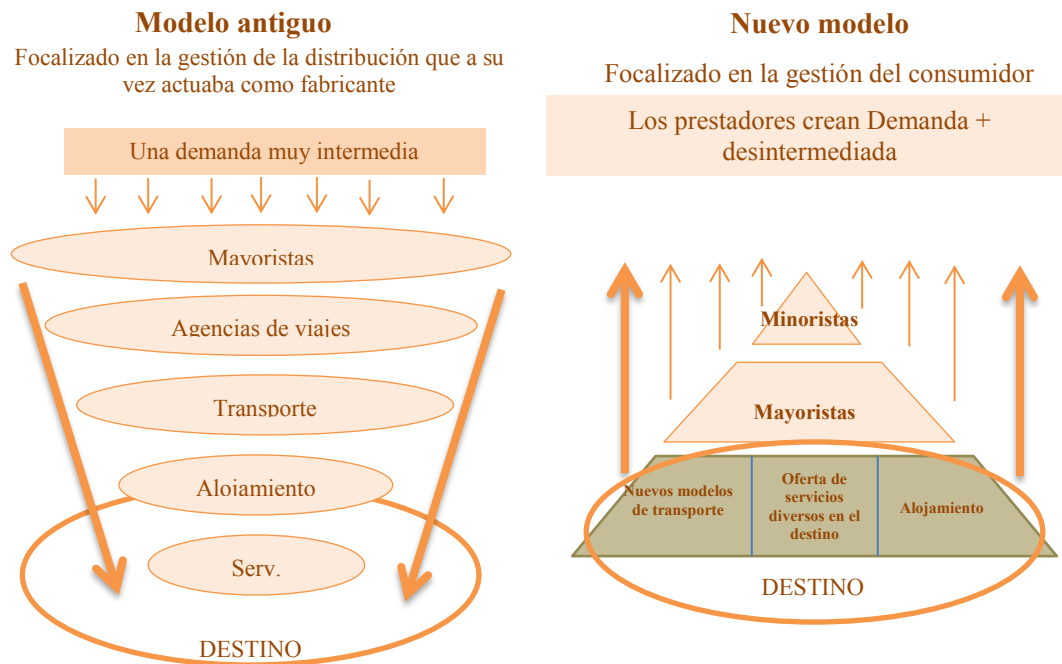 Modelo antiguo
Focalizado en la gestión de la distribución que a su
vez actuaba como fabricante
Una demanda muy intermedia
Mayoristas
Agencias de viajes
Transporte
Alojamiento
Serv.
DESTINO
Nuevo modelo
Focalizado en la gestión del consumidor
Los prestadores crean Demanda +
desintermediada
Minoristas
Mayoristas
Nuevos modelos
de transporte
Oferta de
servicios
diversos en el
destino
Alojamiento
DESTINO